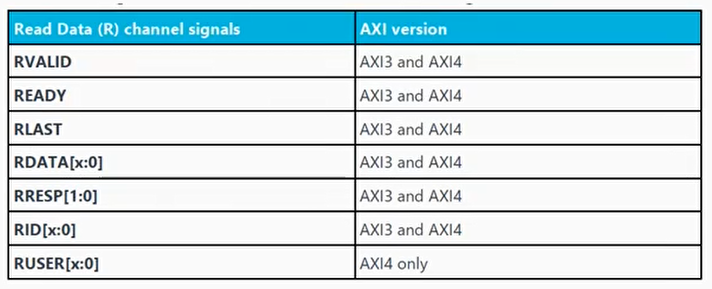 Read Data (R) channel signals AXI version
RVALID AXI3 and AXI4
READY AXI3 and AXI4
RLAST AXI3 and AXI4
RDATA[x:0] AXI3 and AXI4
RRESP[1:0] AXI3 and AXI4
RID[x:0] AXI3 and AXI4
RUSER[x:0] AXI4 only